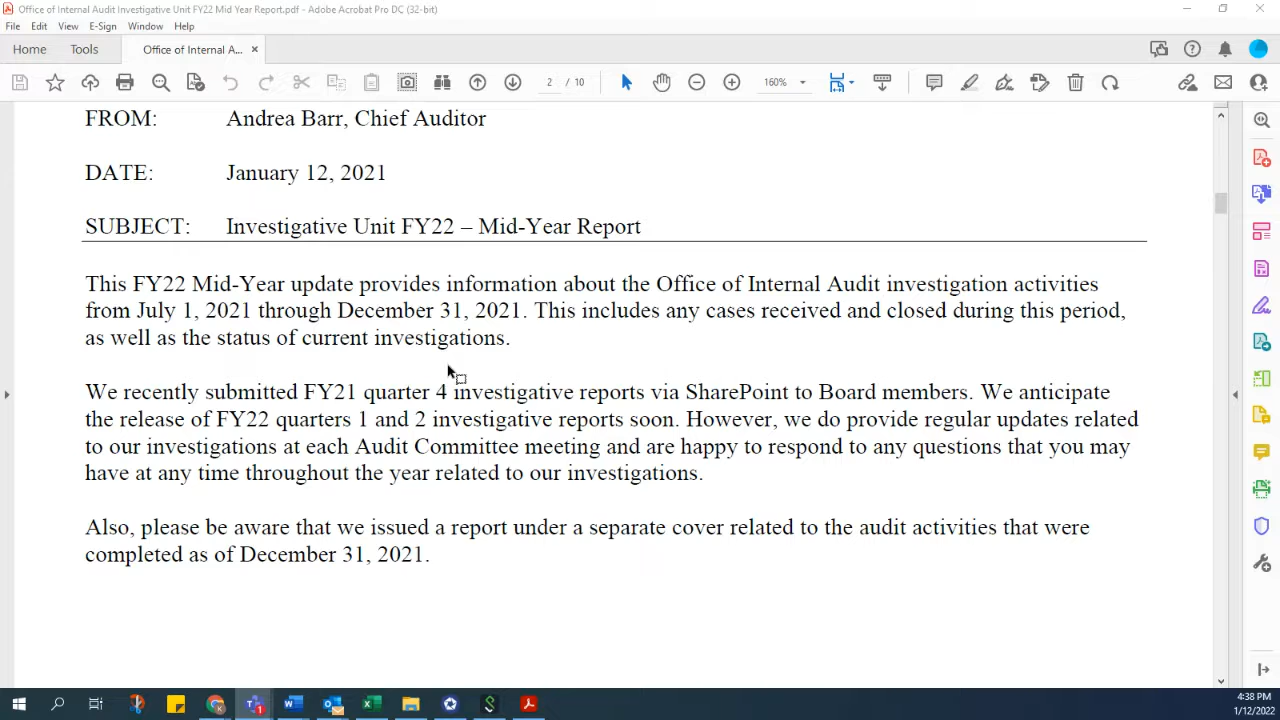 Office of Internal Audit Investigative Unit FY22 Mid Year Report.pdf - Adobe Acrobat Pro DC (32-bit)
File Edit View E-Sign Window Help
Home Tools Office of Internal A... ×
2 / 10 160%
FROM: Andrea Barr, Chief Auditor
DATE: January 12, 2021
SUBJECT: Investigative Unit FY22 – Mid-Year Report
This FY22 Mid-Year update provides information about the Office of Internal Audit investigation activities
from July 1, 2021 through December 31, 2021. This includes any cases received and closed during this period,
as well as the status of current investigations.
We recently submitted FY21 quarter 4 investigative reports via SharePoint to Board members. We anticipate
the release of FY22 quarters 1 and 2 investigative reports soon. However, we do provide regular updates related
to our investigations at each Audit Committee meeting and are happy to respond to any questions that you may
have at any time throughout the year related to our investigations.
Also, please be aware that we issued a report under a separate cover related to the audit activities that were
completed as of December 31, 2021.
4:38 PM
1/12/2022